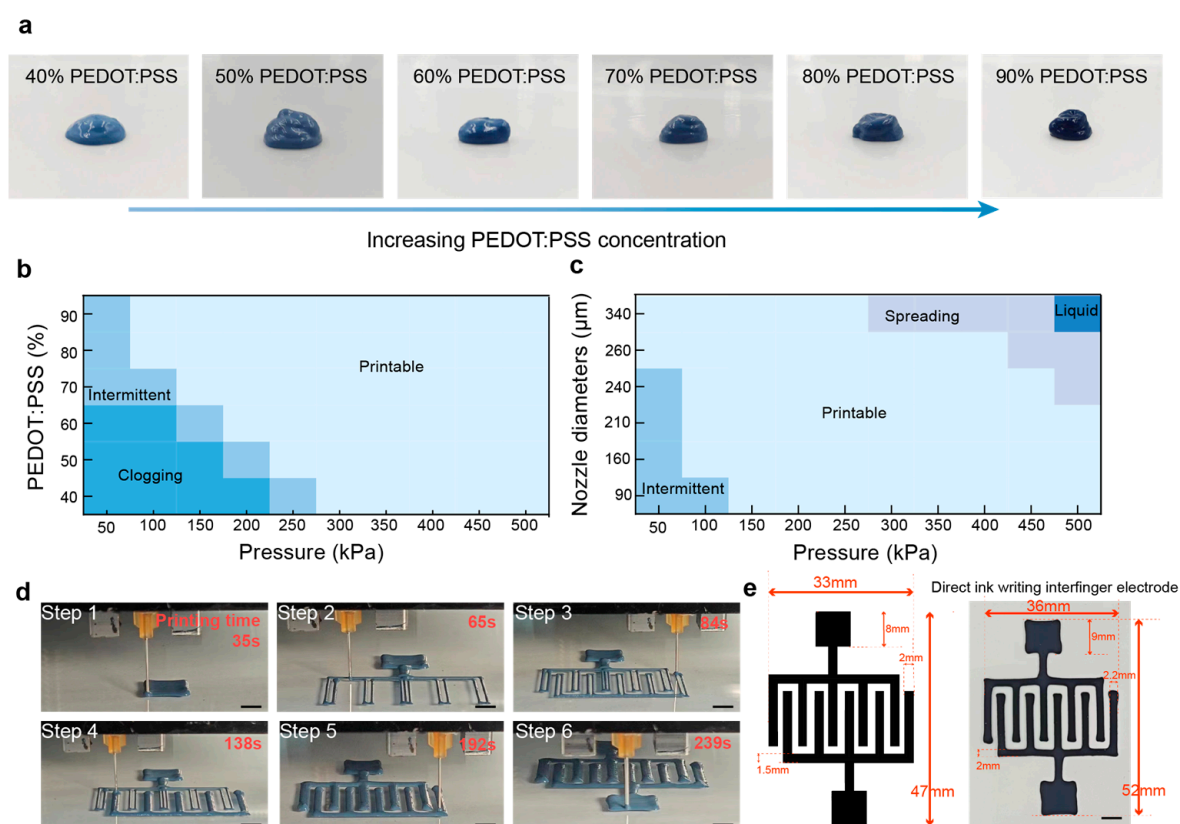 a
40% PEDOT:PSS
50% PEDOT:PSS
60% PEDOT:PSS
70% PEDOT:PSS
80% PEDOT:PSS
90% PEDOT:PSS
Increasing PEDOT:PSS concentration
b
PEDOT:PSS (%)
90
80
70
60
50
40
Printable
Intermittent
Clogging
50 100 150 200 250 300 350 400 450 500
Pressure (kPa)
c
Nozzle diameters (μm)
340
260
240
210
160
90
Spreading
Liquid
Printable
Intermittent
50 100 150 200 250 300 350 400 450 500
Pressure (kPa)
d
Step 1
Printing time
35s
Step 2
65s
Step 3
84s
Step 4
138s
Step 5
192s
Step 6
239s
e
33mm
8mm
2mm
1.5mm
47mm
Direct ink writing interfinger electrode
36mm
9mm
2.2mm
2mm
52mm